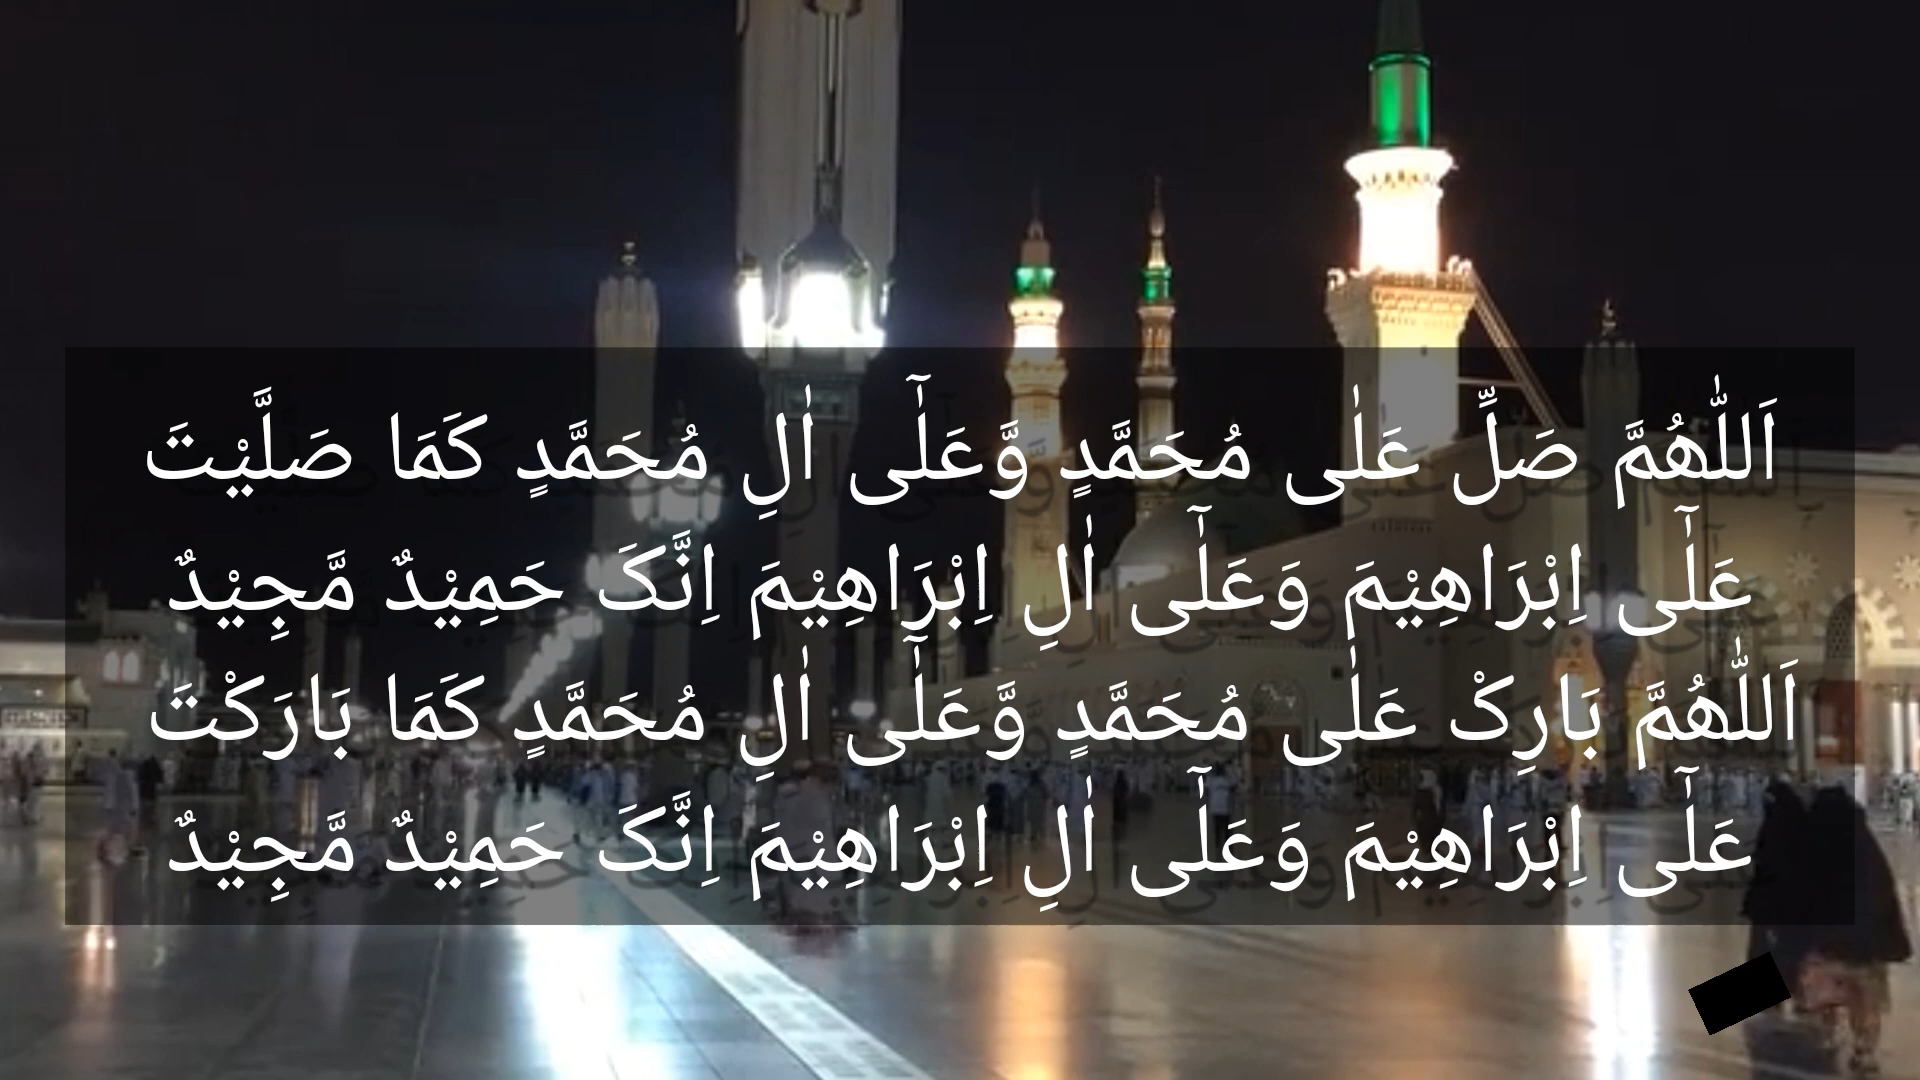 اَللّٰهُمَّ صَلِّ عَلٰى مُحَمَّدٍ وَّعَلٰٓى اٰلِ مُحَمَّدٍ كَمَا صَلَّيْتَ
عَلٰٓى اِبْرَاهِيْمَ وَعَلٰٓى اٰلِ اِبْرَاهِيْمَ اِنَّکَ حَمِيْدٌ مَّجِيْدٌ
اَللّٰهُمَّ بَارِکْ عَلٰى مُحَمَّدٍ وَّعَلٰٓى اٰلِ مُحَمَّدٍ كَمَا بَارَكْتَ
عَلٰٓى اِبْرَاهِيْمَ وَعَلٰٓى اٰلِ اِبْرَاهِيْمَ اِنَّکَ حَمِيْدٌ مَّجِيْدٌ